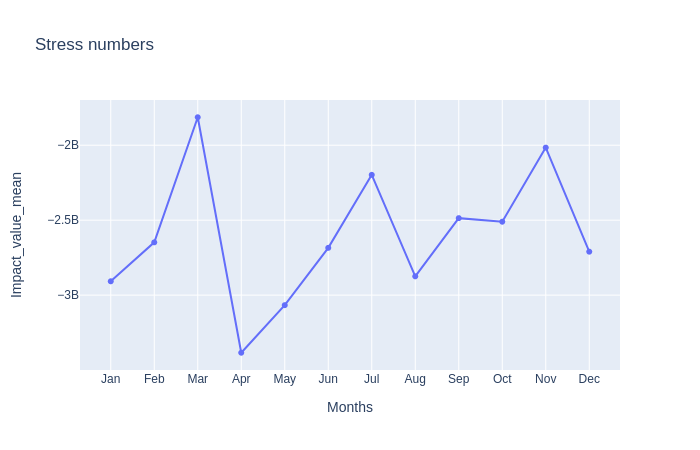 Stress numbers
Impact_value_mean
−2B
−2.5B
−3B
Jan Feb Mar Apr May Jun Jul Aug Sep Oct Nov Dec
Months